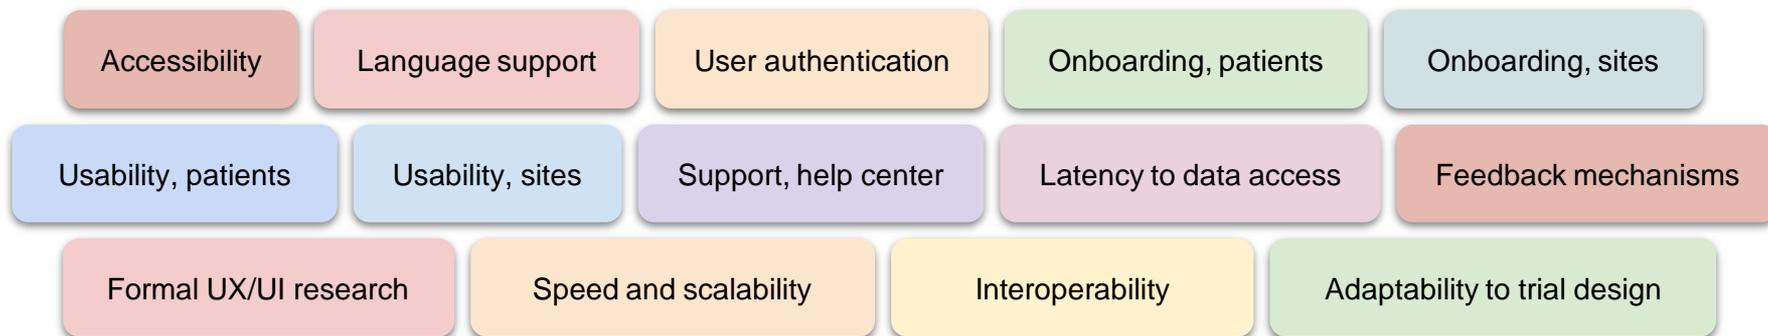 Accessibility
Language support
User authentication
Onboarding, patients
Onboarding, sites
Usability, patients
Usability, sites
Support, help center
Latency to data access
Feedback mechanisms
Formal UX/UI research
Speed and scalability
Interoperability
Adaptability to trial design